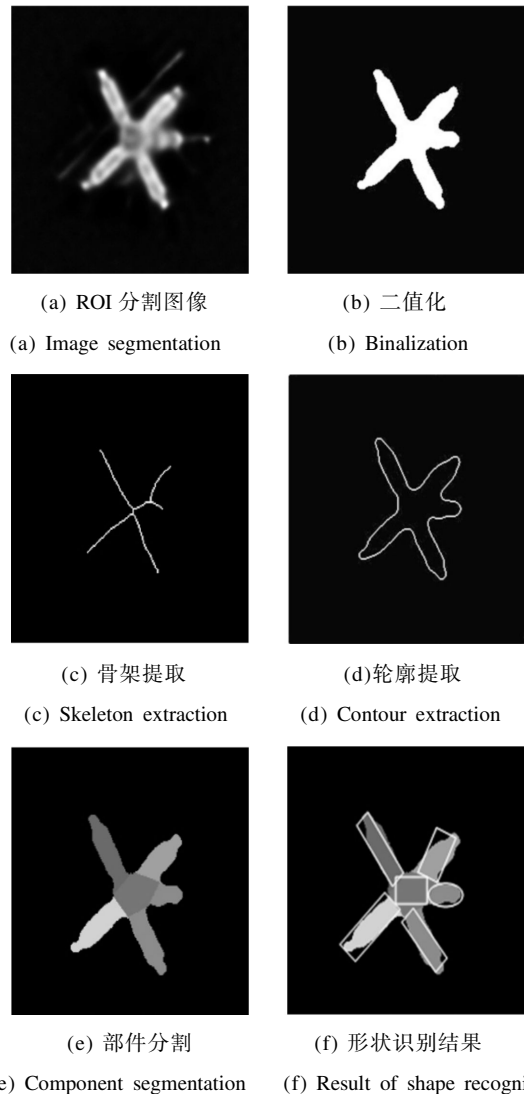 (a) ROI 分割图像
(b) 二值化
(a) Image segmentation
(b) Binalization
(c) 骨架提取
(d)轮廓提取
(c) Skeleton extraction
(d) Contour extraction
(e) 部件分割
(f) 形状识别结果
e) Component segmentation
(f) Result of shape recogni